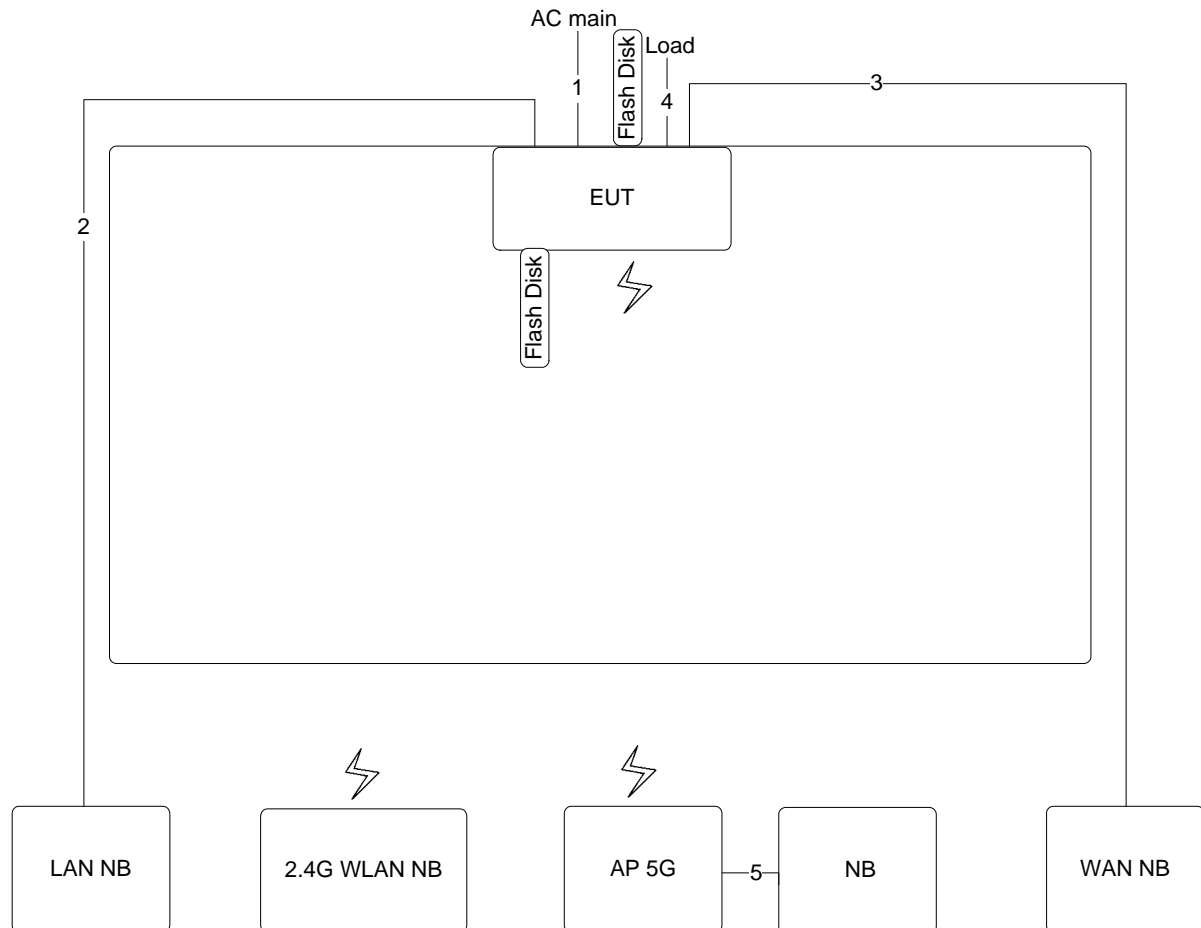 AC main
Flash Disk
Load
1
4
3
2
EUT
Flash Disk
LAN NB
2.4G WLAN NB
AP 5G
5
NB
WAN NB